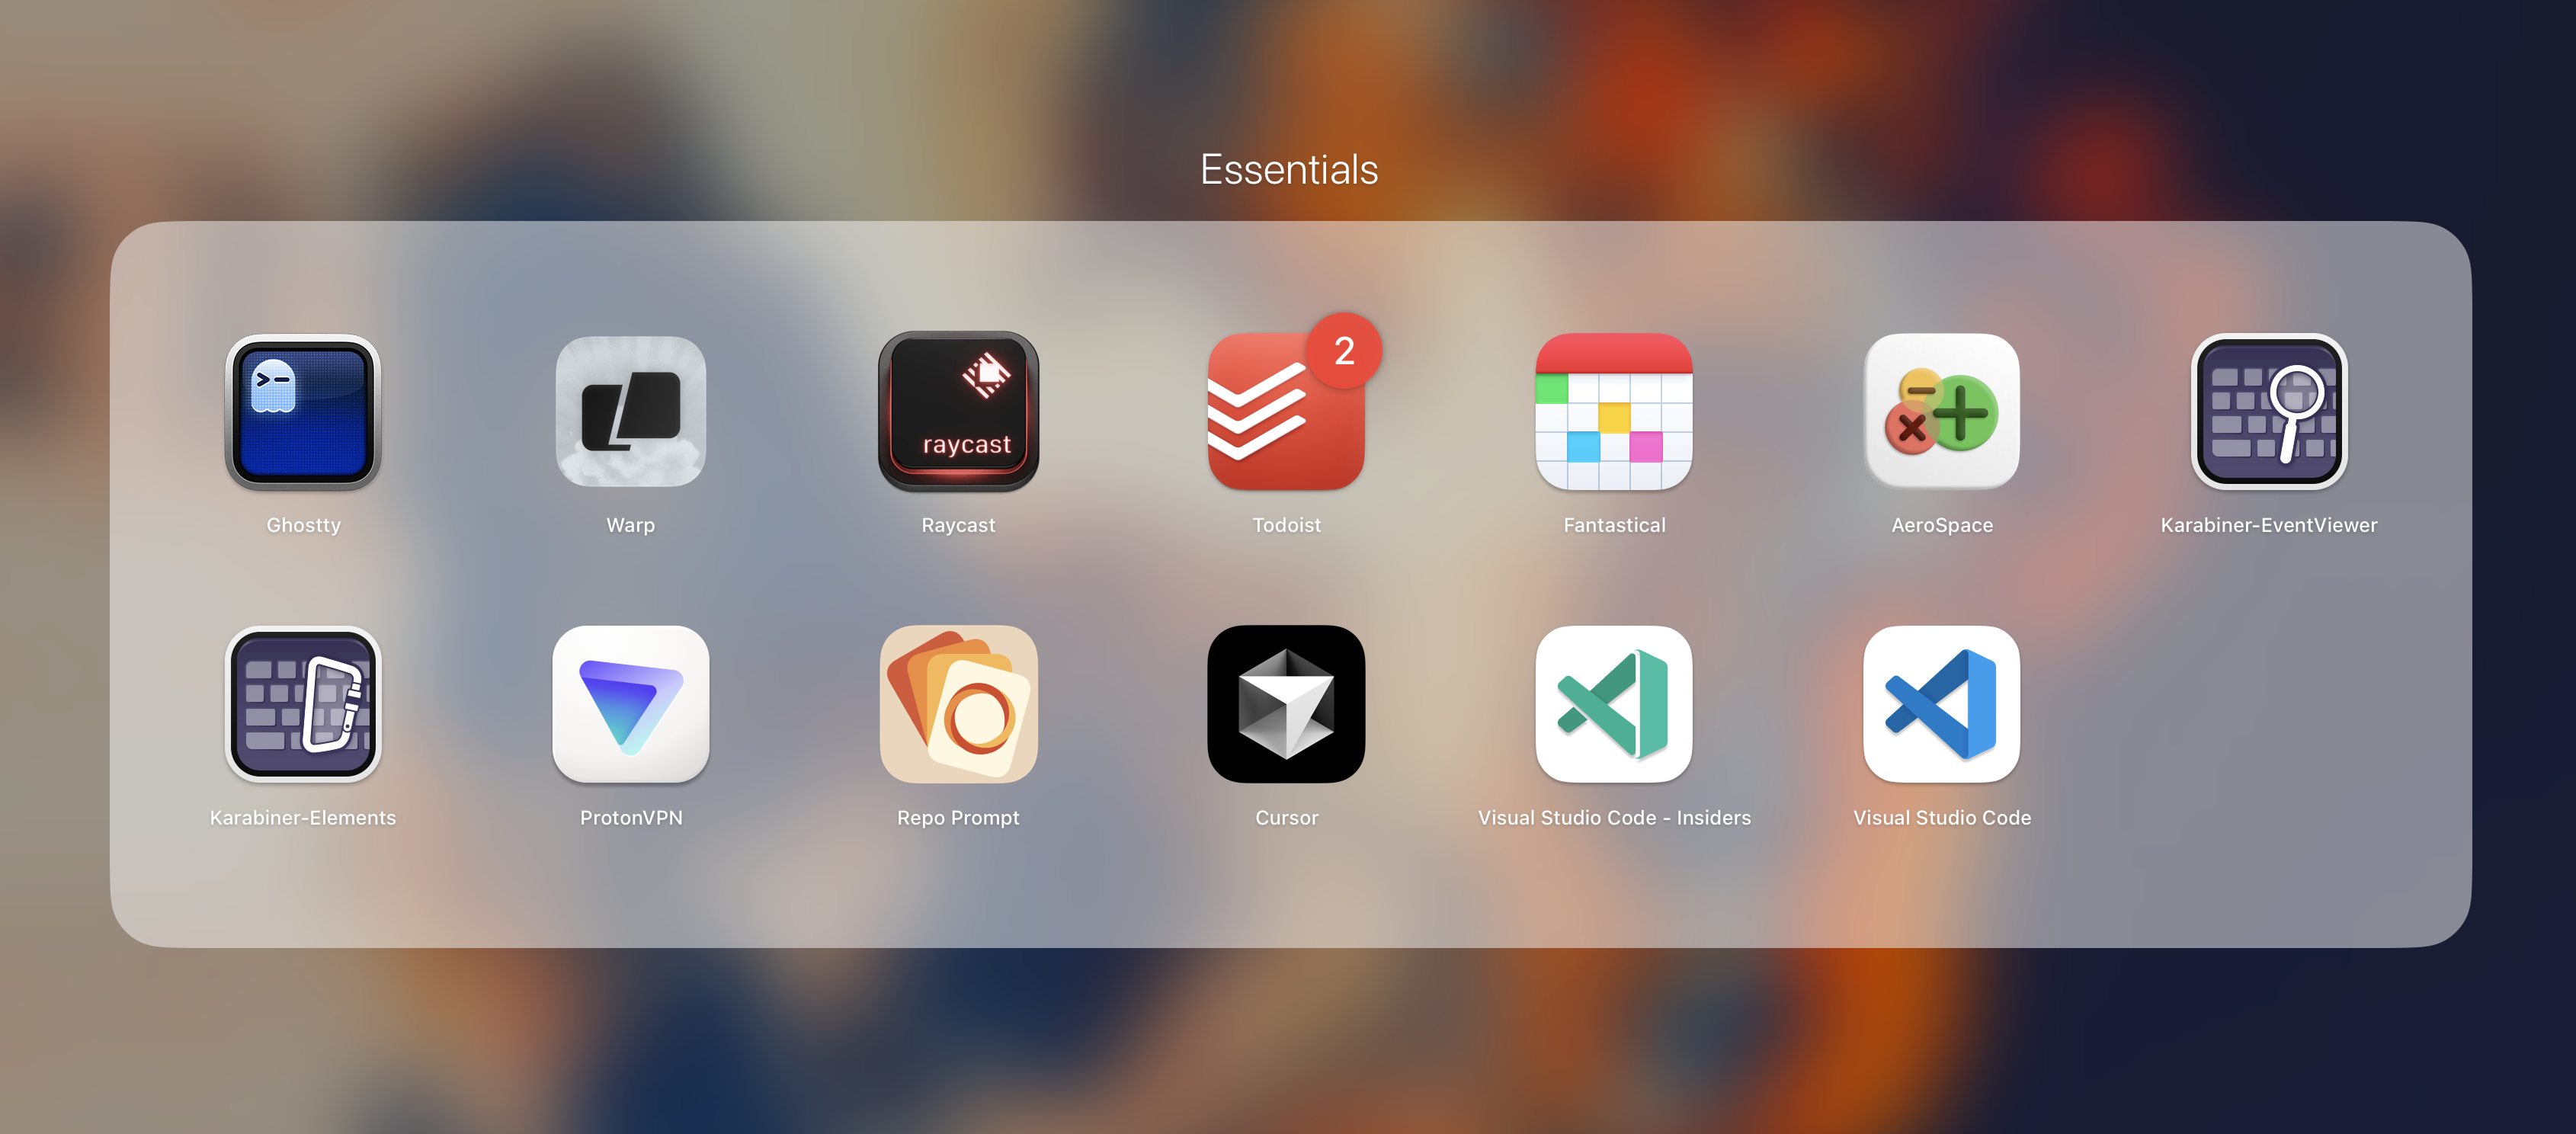 Essentials
>-
raycast
2
Ghostty
Warp
Raycast
Todoist
Fantastical
AeroSpace
Karabiner-EventViewer
Karabiner-Elements
ProtonVPN
Repo Prompt
Cursor
Visual Studio Code - Insiders
Visual Studio Code